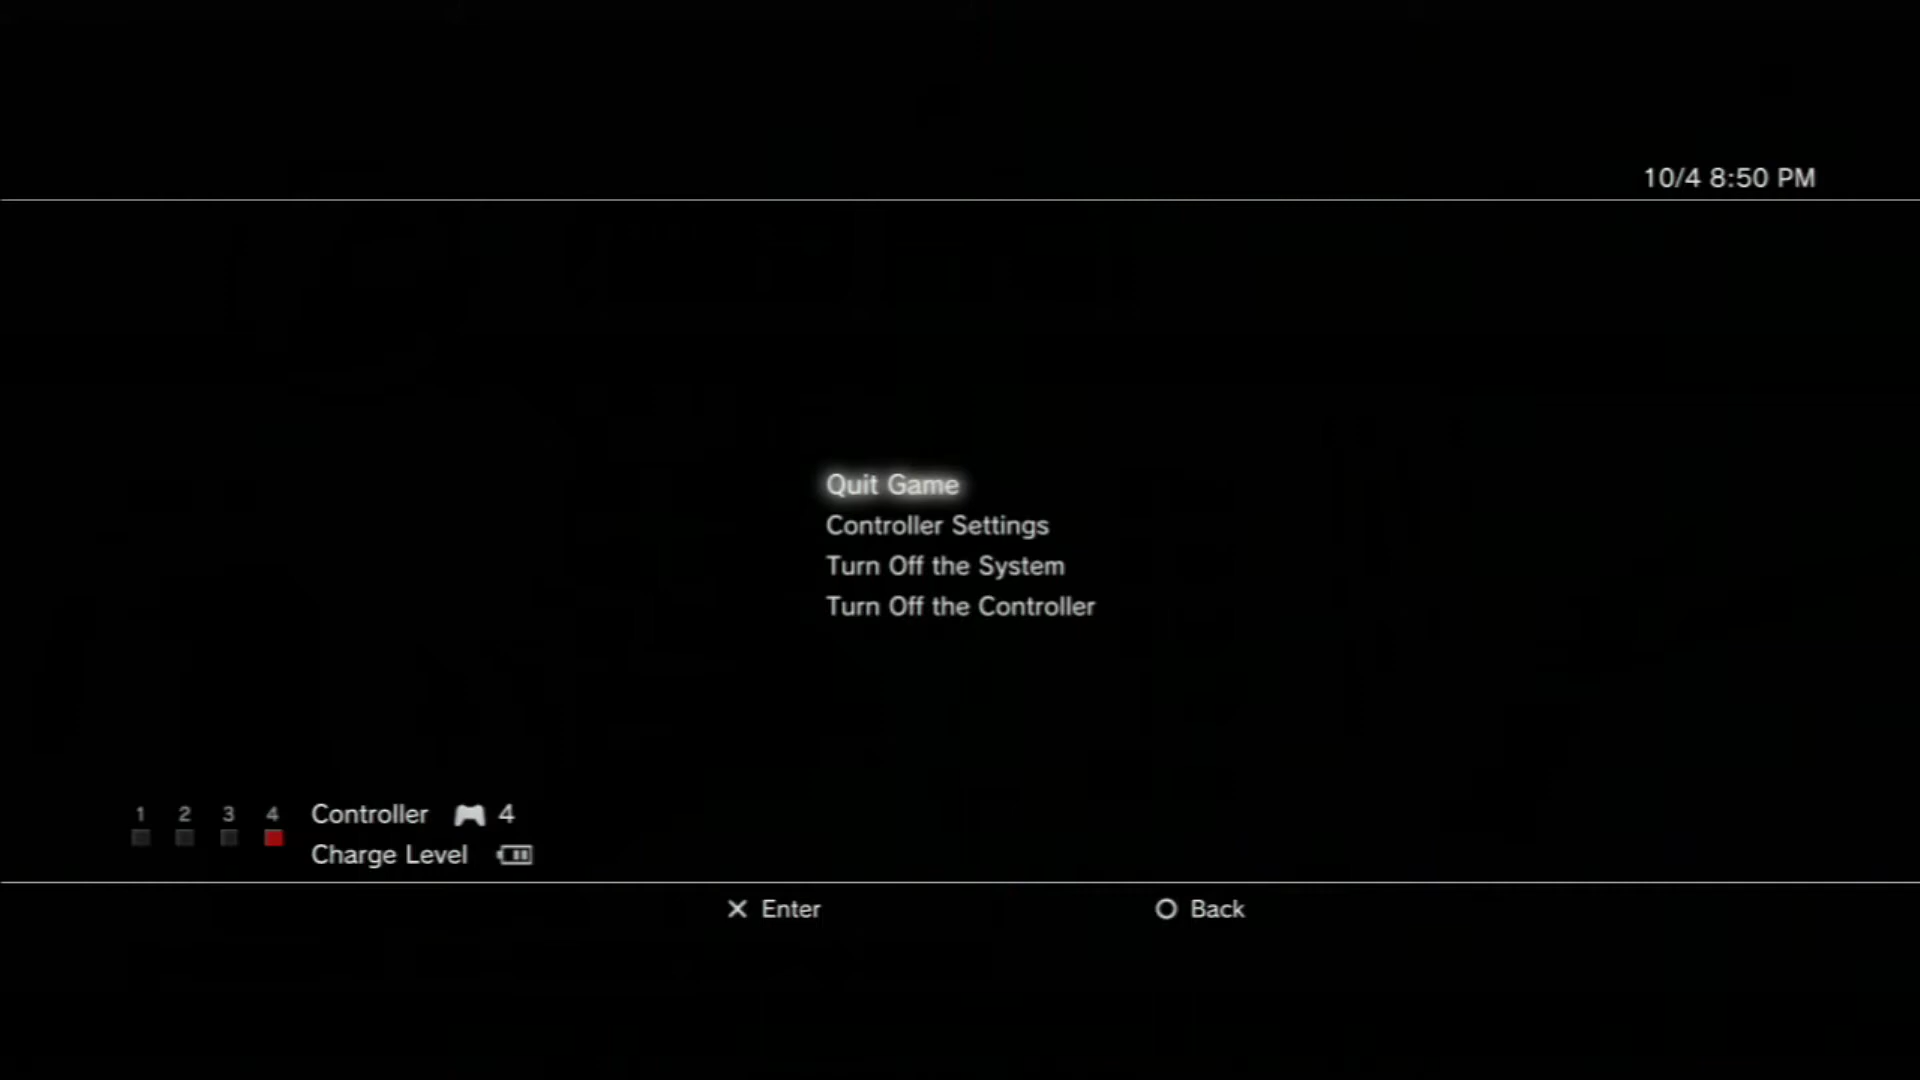 10/4 8:50 PM
Quit Game
Controller Settings
Turn Off the System
Turn Off the Controller
1 2 3 4 Controller 4
Charge Level
Enter
Back